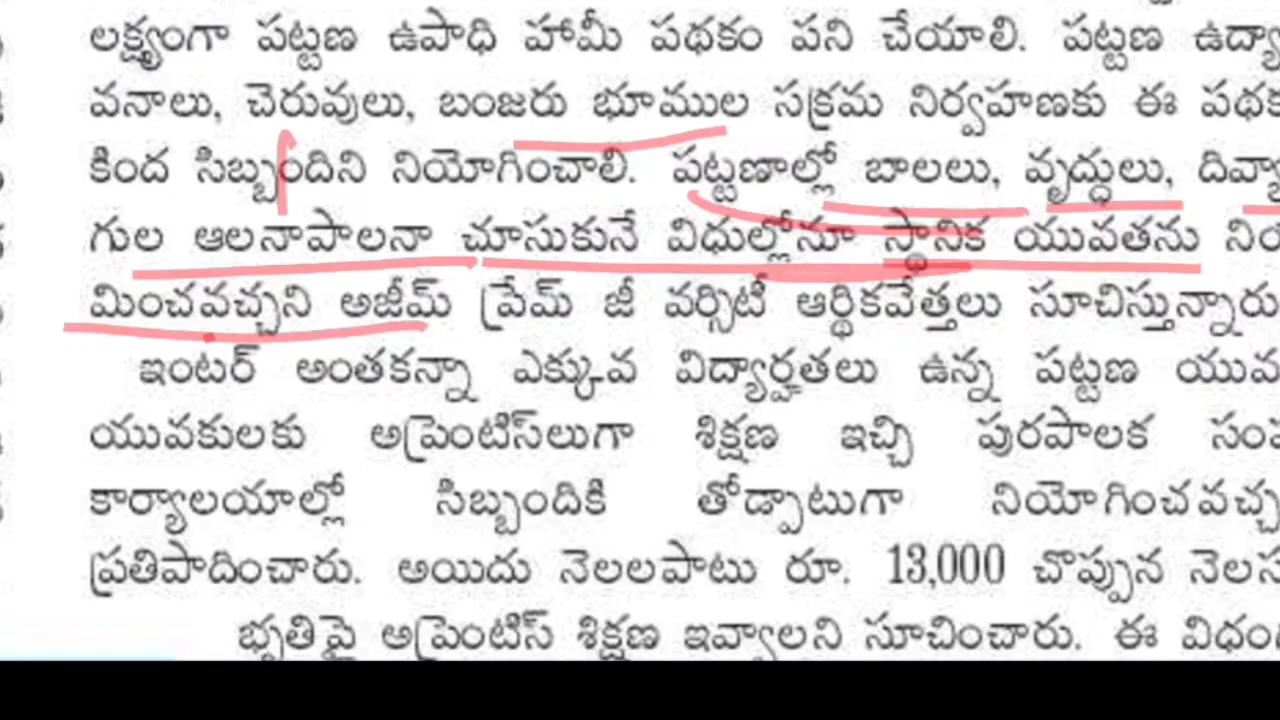 లక్ష్యంగా పట్టణ ఉపాధి హామీ పథకం పని చేయాలి. పట్టణ ఉద్యా
వనాలు, చెరువులు, బంజరు భూముల సక్రమ నిర్వహణకు ఈ పథక
కింద సిబ్బందిని నియోగించాలి. పట్టణాల్లో బాలలు, వృద్ధులు, దివ్యా
గుల ఆలనాపాలనా చూసుకునే విధుల్లోనూ స్థానిక యువతను నియ
మించవచ్చని అజీమ్ ప్రేమ్ జీ వర్సిటీ ఆర్థికవేత్తలు సూచిస్తున్నారు
ఇంటర్ అంతకన్నా ఎక్కువ విద్యార్హతలు ఉన్న పట్టణ యువ
యువకులకు అప్రెంటిస్‌లుగా శిక్షణ ఇచ్చి పురపాలక సంఘ
కార్యాలయాల్లో సిబ్బందికి తోడ్పాటుగా నియోగించవచ్చ
ప్రతిపాదించారు. అయిదు నెలలపాటు రూ. 13,000 చొప్పున నెలస
భృతిపై అప్రెంటిస్ శిక్షణ ఇవ్వాలని సూచించారు. ఈ విధం